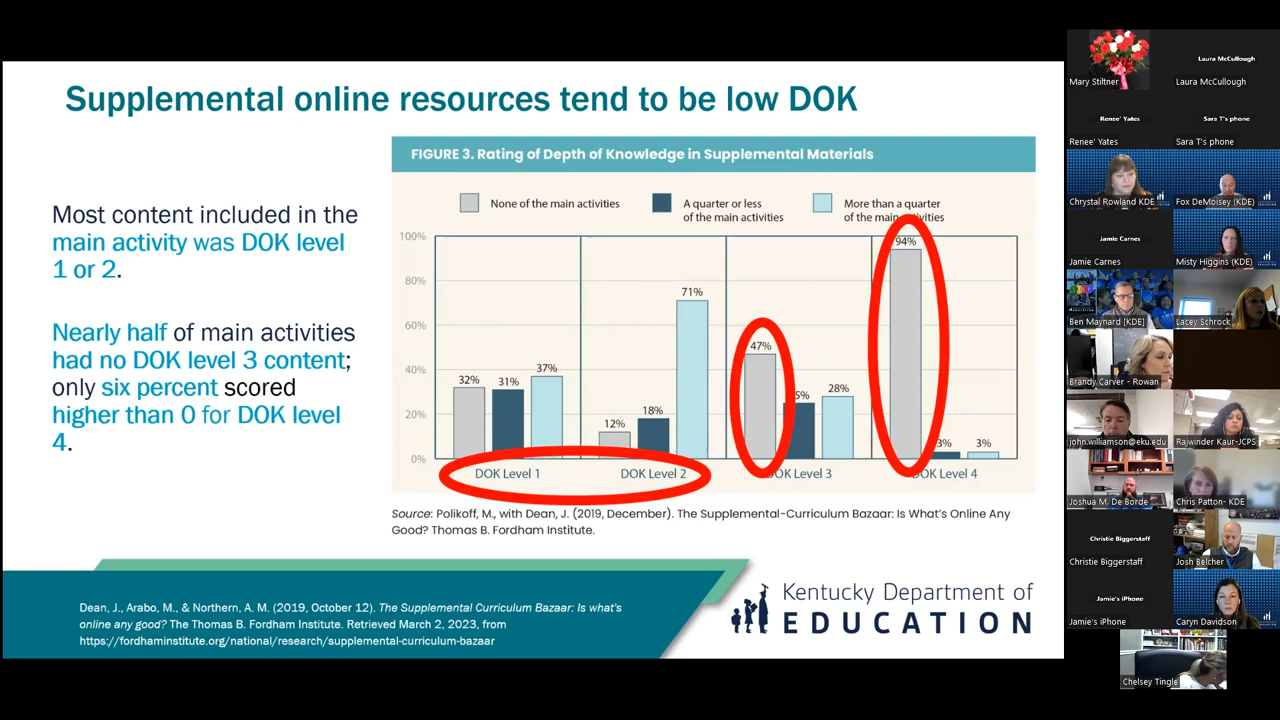 Supplemental online resources tend to be low DOK
Most content included in the
main activity was DOK level
1 or 2.
Nearly half of main activities
had no DOK level 3 content;
only six percent scored
higher than 0 for DOK level
4.
FIGURE 3. Rating of Depth of Knowledge in Supplemental Materials
None of the main activities
A quarter or less
of the main activities
More than a quarter
of the main activities
100%
80%
60%
40%
20%
0%
32%
31%
37%
12%
18%
71%
47%
5%
28%
94%
3%
3%
DOK Level 1
DOK Level 2
DOK Level 3
DOK Level 4
Source: Polikoff, M., with Dean, J. (2019, December). The Supplemental-Curriculum Bazaar: Is What's Online Any
Good? Thomas B. Fordham Institute.
Dean, J., Arabo, M., & Northern, A. M. (2019, October 12). The Supplemental Curriculum Bazaar: Is what's
online any good? The Thomas B. Fordham Institute. Retrieved March 2, 2023, from
https://fordhaminstitute.org/national/research/supplemental-curriculum-bazaar
Kentucky Department of
EDUCATION
Mary Stiltner
Laura McCullough
Laura McCullough
Renee' Yates
Renee' Yates
Sara T's phone
Sara T's phone
Chrystal Rowland KDE
Fox DeMoisey (KDE)
Jamie Carnes
Jamie Carnes
Misty Higgins (KDE)
Ben Maynard [KDE]
Lacey Schrock
Brandy Carver - Rowan
john.williamson@eku.edu
Rajwinder Kaur-JCPS
Joshua M. De Borde
Chris Patton- KDE
Christie Biggerstaff
Christie Biggerstaff
Josh Belcher
Jamie's iPhone
Jamie's iPhone
Caryn Davidson
Chelsey Tingle